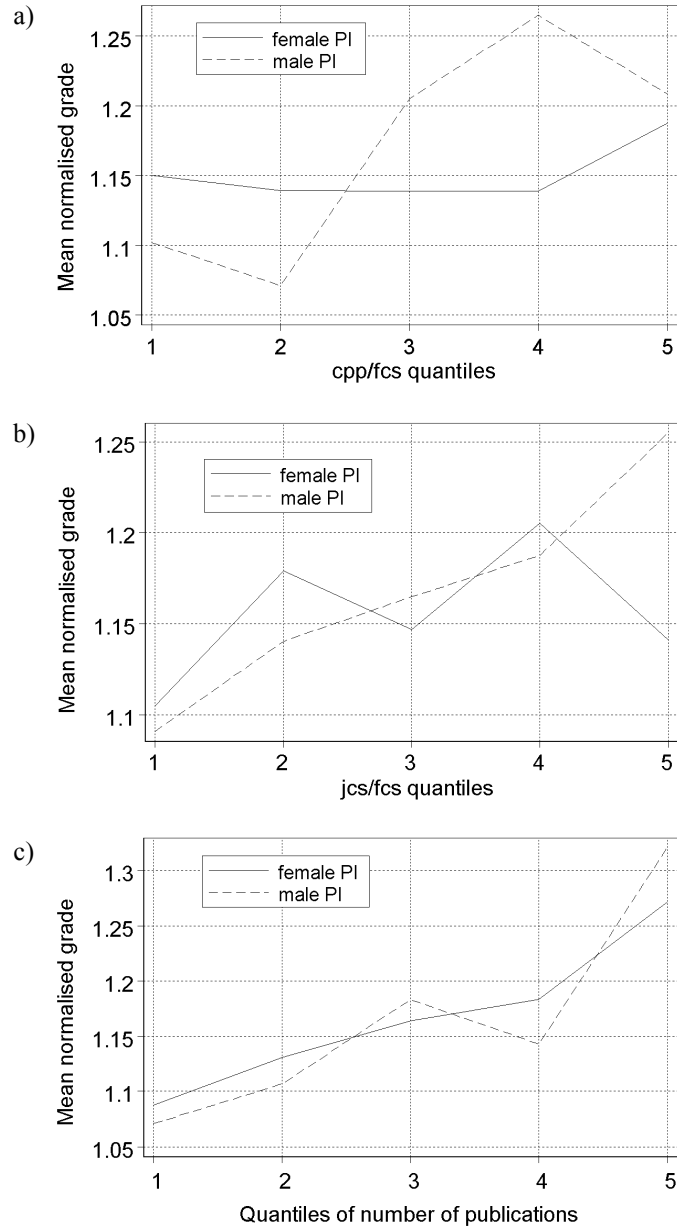 a)
Mean normalised grade
1.25
1.2
1.15
1.1
1.05
female PI
male PI
1 2 3 4 5
cpp/fcs quantiles
b)
Mean normalised grade
1.25
1.2
1.15
1.1
female PI
male PI
1 2 3 4 5
jcs/fcs quantiles
c)
Mean normalised grade
1.3
1.25
1.2
1.15
1.1
1.05
female PI
male PI
1 2 3 4 5
Quantiles of number of publications